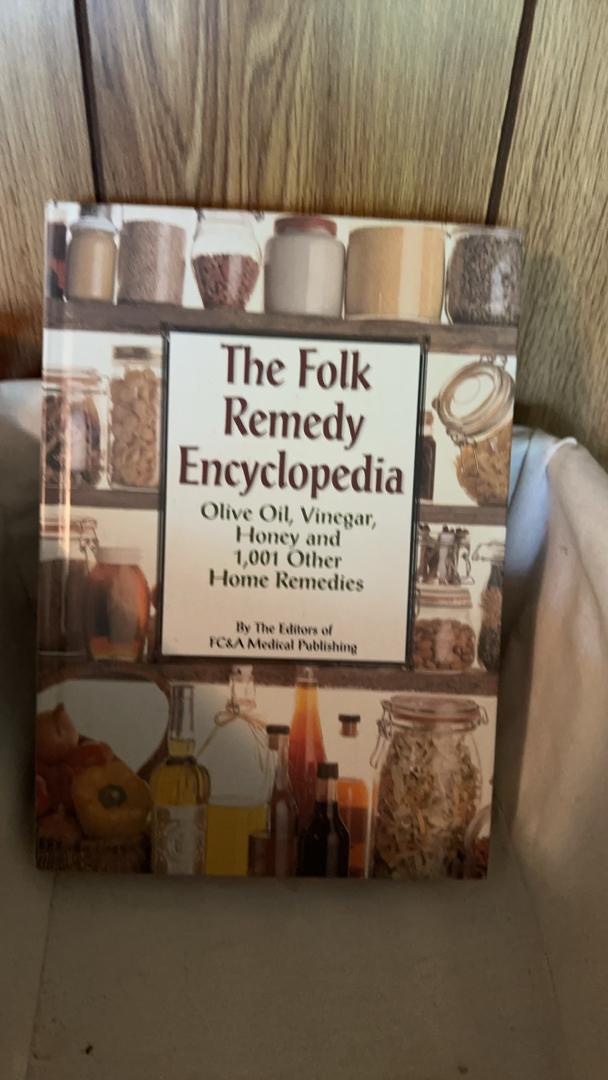 The Folk
Remedy
Encyclopedia
Olive Oil, Vinegar,
Honey and
1,001 Other
Home Remedies
By The Editors of
FC&A Medical Publishing